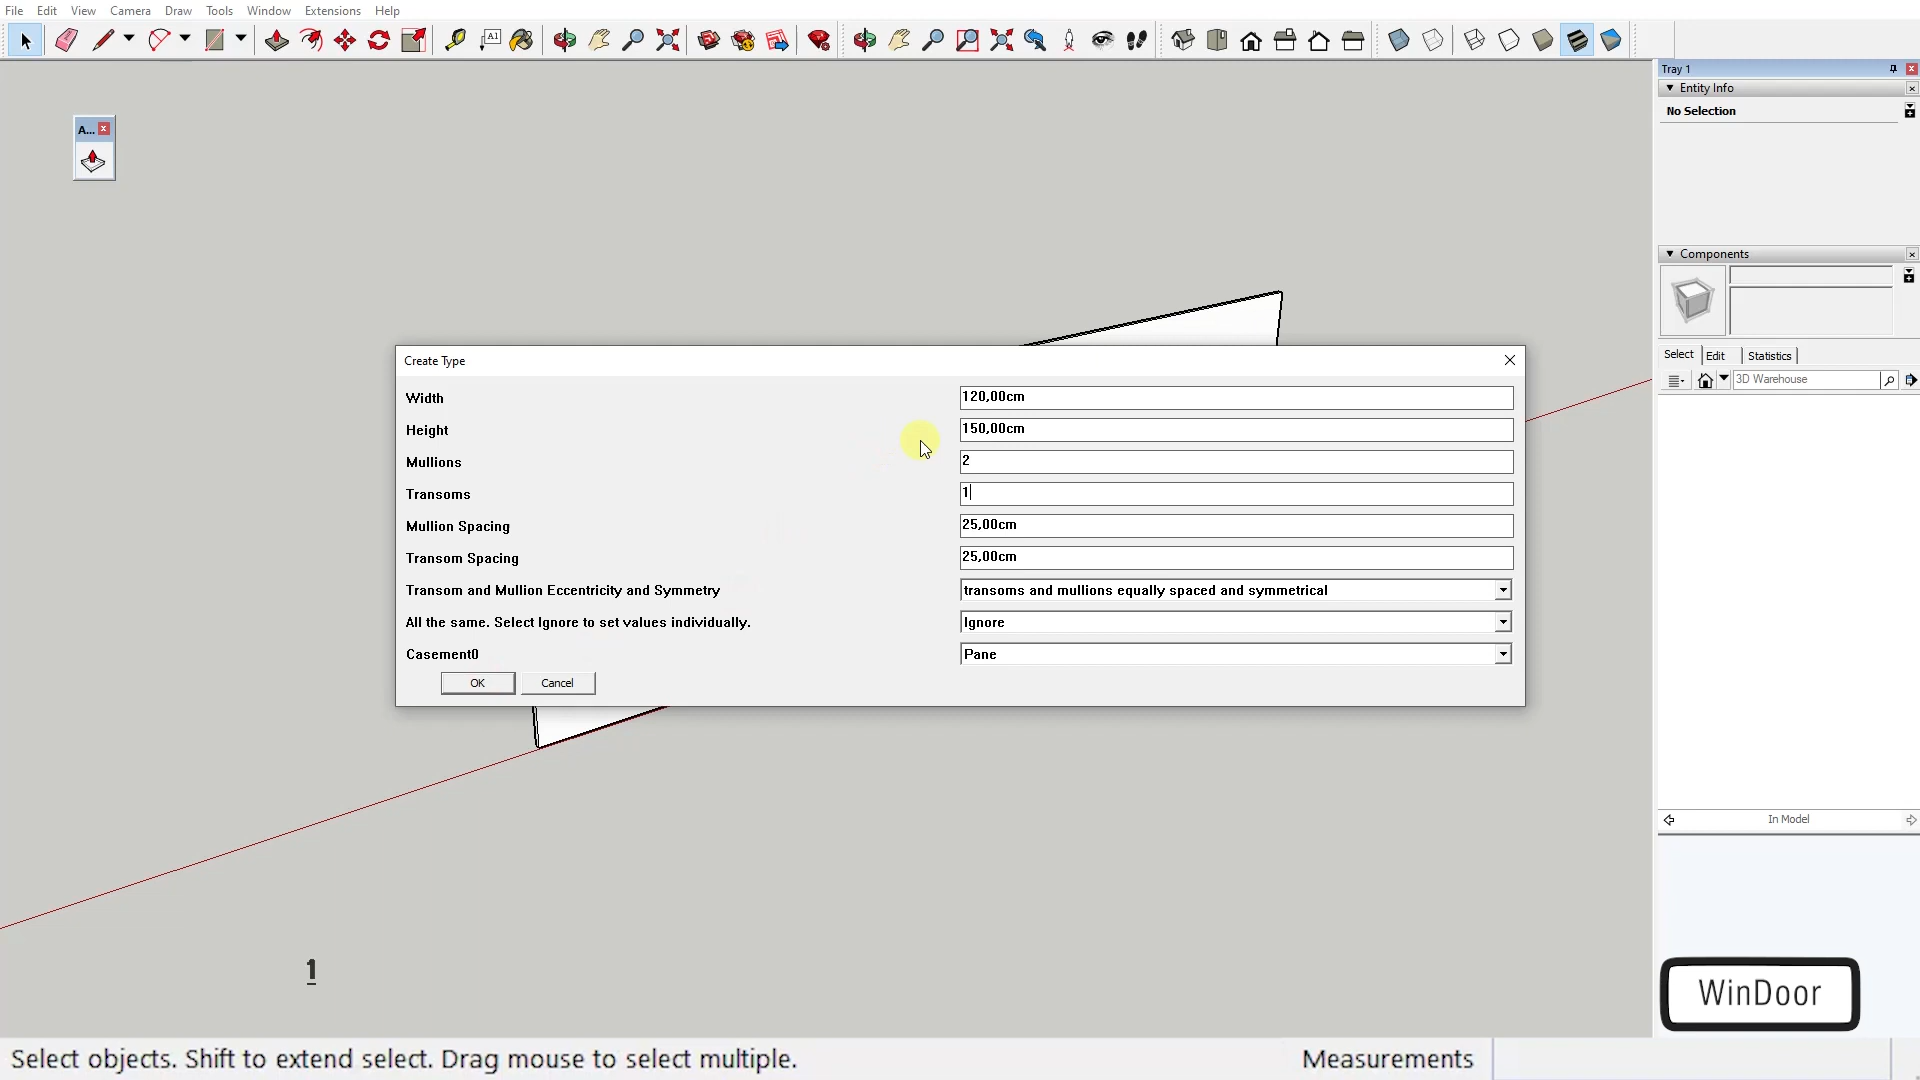 File Edit View Camera Draw Tools Window Extensions Help
A1
Tray 1
Entity Info
No Selection
A...
Components
Select Edit Statistics
3D Warehouse
In Model
Create Type
Width 120,00cm
Height 150,00cm
Mullions 2
Transoms 1
Mullion Spacing 25,00cm
Transom Spacing 25,00cm
Transom and Mullion Eccentricity and Symmetry transoms and mullions equally spaced and symmetrical
All the same. Select Ignore to set values individually. Ignore
Casement0 Pane
OK Cancel
1
WinDoor
Select objects. Shift to extend select. Drag mouse to select multiple. Measurements